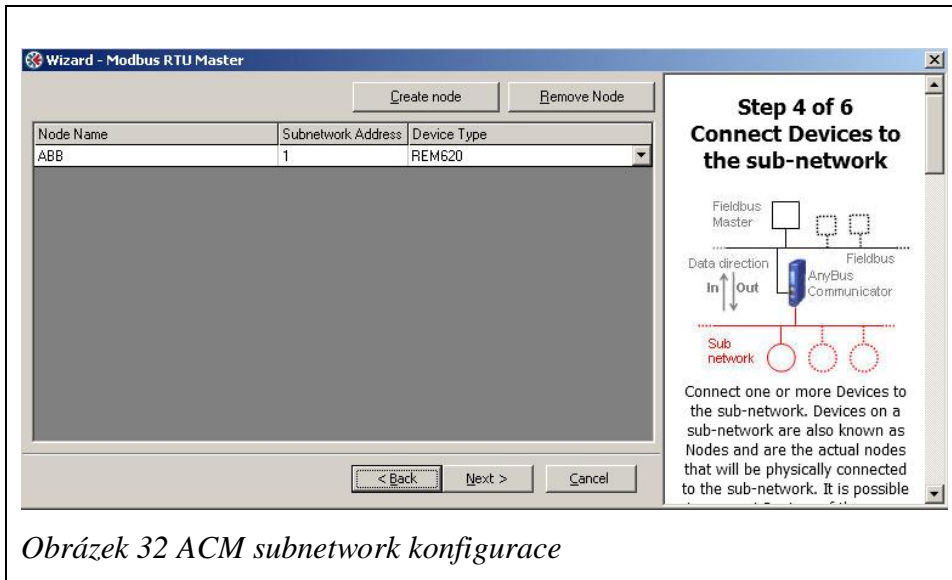 Wizard - Modbus RTU Master
Create node
Remove Node
Node Name
Subnetwork Address
Device Type
ABB
1
REM620
< Back
Next >
Cancel
Step 4 of 6
Connect Devices to
the sub-network
Fieldbus
Master
Fieldbus
Data direction
In
Out
AnyBus
Communicator
Sub
network
Connect one or more Devices to
the sub-network. Devices on a
sub-network are also known as
Nodes and are the actual nodes
that will be physically connected
to the sub-network. It is possible
Obrázek 32 ACM subnetwork konfigurace